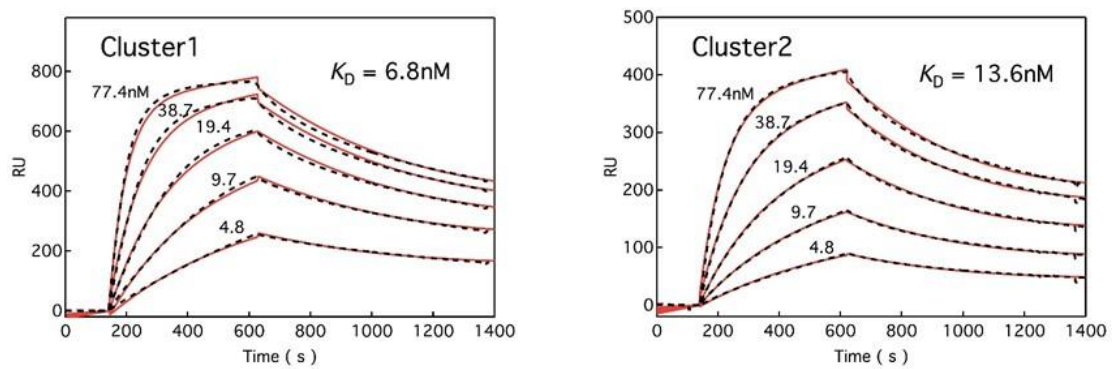 Cluster1
K_D = 6.8nM
77.4nM
38.7
19.4
9.7
4.8
800
600
400
200
0
RU
0 200 400 600 800 1000 1200 1400
Time ( s )
Cluster2
K_D = 13.6nM
77.4nM
38.7
19.4
9.7
4.8
500
400
300
200
100
0
RU
0 200 400 600 800 1000 1200 1400
Time ( s )